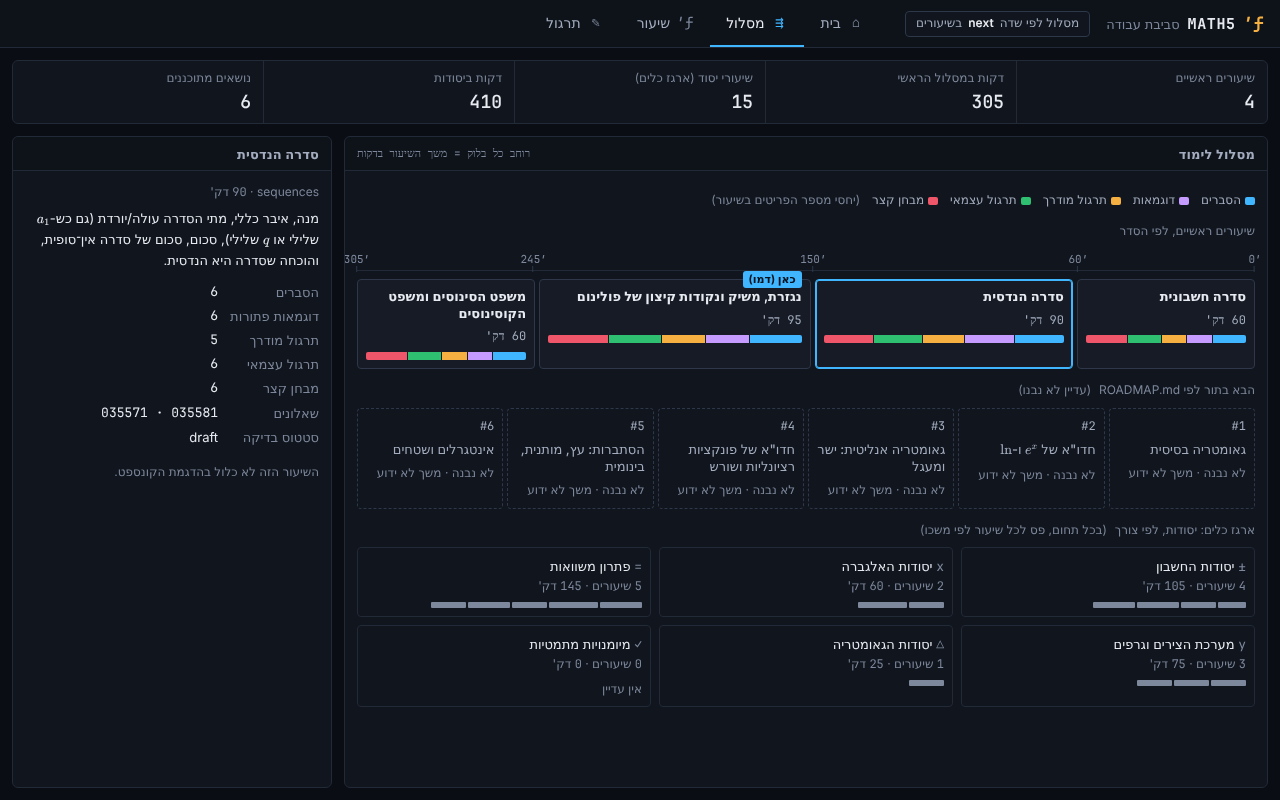 ƒ′ MATH5 סביבת עבודה
מסלול לפי שדה next בשיעורים
בית
מסלול
ƒ′ שיעור
תרגול
שיעורים ראשיים
4
דקות במסלול הראשי
305
שיעורי יסוד (ארגז כלים)
15
דקות ביסודות
410
נושאים מתוכננים
6
מסלול לימוד
רוחב כל בלוק = משך השיעור בדקות
הסברים
דוגמאות
תרגול מודרך
תרגול עצמאי
מבחן קצר
(יחסי מספר הפריטים בשיעור)
שיעורים ראשיים, לפי הסדר
0′
60′
150′
245′
305′
סדרה חשבונית
60 דק'
סדרה הנדסית
90 דק'
כאן (דמו)
נגזרת, משיק ונקודות קיצון של פולינום
95 דק'
משפט הסינוסים ומשפט
הקוסינוסים
60 דק'
הבא בתור לפי ROADMAP.md (עדיין לא נבנו)
#1
גאומטריה בסיסית
לא נבנה · משך לא ידוע
#2
חדו"א של eˣ ו-ln
לא נבנה · משך לא ידוע
#3
גאומטריה אנליטית: ישר
ומעגל
לא נבנה · משך לא ידוע
#4
חדו"א של פונקציות
רציונליות ושורש
לא נבנה · משך לא ידוע
#5
הסתברות: עץ, מותנית,
בינומית
לא נבנה · משך לא ידוע
#6
אינטגרלים ושטחים
לא נבנה · משך לא ידוע
ארגז כלים: יסודות, לפי צורך (בכל תחום, פס לכל שיעור לפי משכו)
± יסודות החשבון
4 שיעורים · 105 דק'
x יסודות האלגברה
2 שיעורים · 60 דק'
= פתרון משוואות
5 שיעורים · 145 דק'
y מערכת הצירים וגרפים
3 שיעורים · 75 דק'
△ יסודות הגאומטריה
1 שיעורים · 25 דק'
✓ מיומנויות מתמטיות
0 שיעורים · 0 דק'
אין עדיין
סדרה הנדסית
sequences · 90 דק'
מנה, איבר כללי, מתי הסדרה עולה/יורדת (גם כש-a₁
שלילי או q שלילי), סכום, סכום של סדרה אין־סופית,
והוכחה שסדרה היא הנדסית.
הסברים 6
דוגמאות פתורות 6
תרגול מודרך 5
תרגול עצמאי 6
מבחן קצר 6
שאלונים 035581 · 035571
סטטוס בדיקה draft
השיעור הזה לא כלול בהדגמת הקונספט.